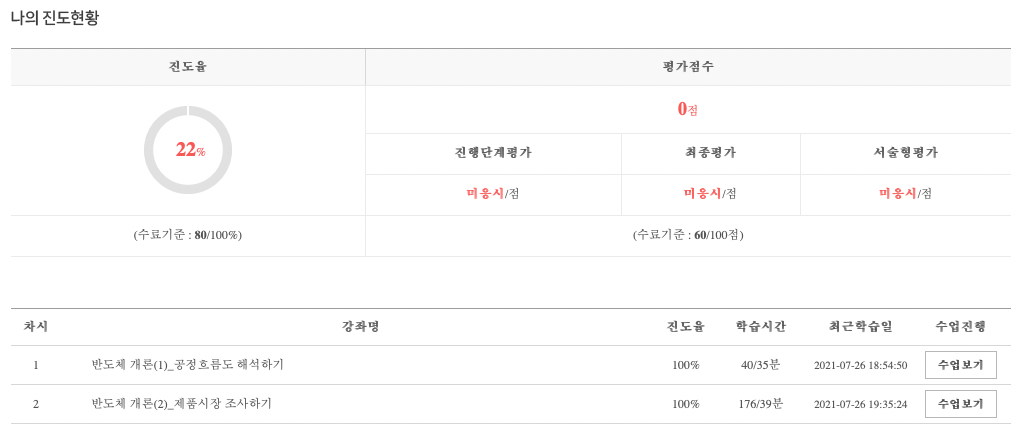 나의 진도현황
진도율 평가점수
22% 0점
진행단계평가 최종평가 서술형평가
미응시/점 미응시/점 미응시/점
(수료기준 : 80/100%) (수료기준 : 60/100점)
차시 강좌명 진도율 학습시간 최근학습일 수업진행
1 반도체 개론(1)_공정흐름도 해석하기 100% 40/35분 2021-07-26 18:54:50 수업보기
2 반도체 개론(2)_제품시장 조사하기 100% 176/39분 2021-07-26 19:35:24 수업보기